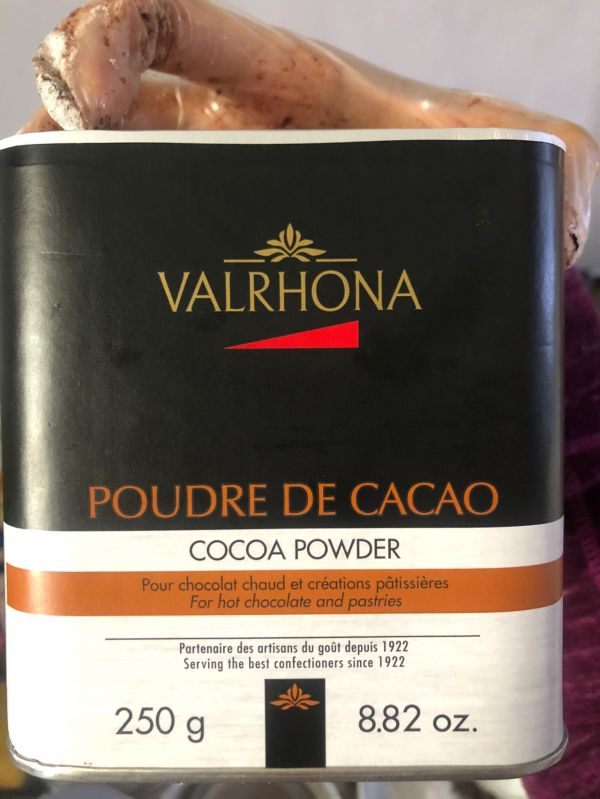 VALRHONA
POUDRE DE CACAO
COCOA POWDER
Pour chocolat chaud et créations pâtissières
For hot chocolate and pastries
Partenaire des artisans du goût depuis 1922
Serving the best confectioners since 1922
250 g
8.82 oz.